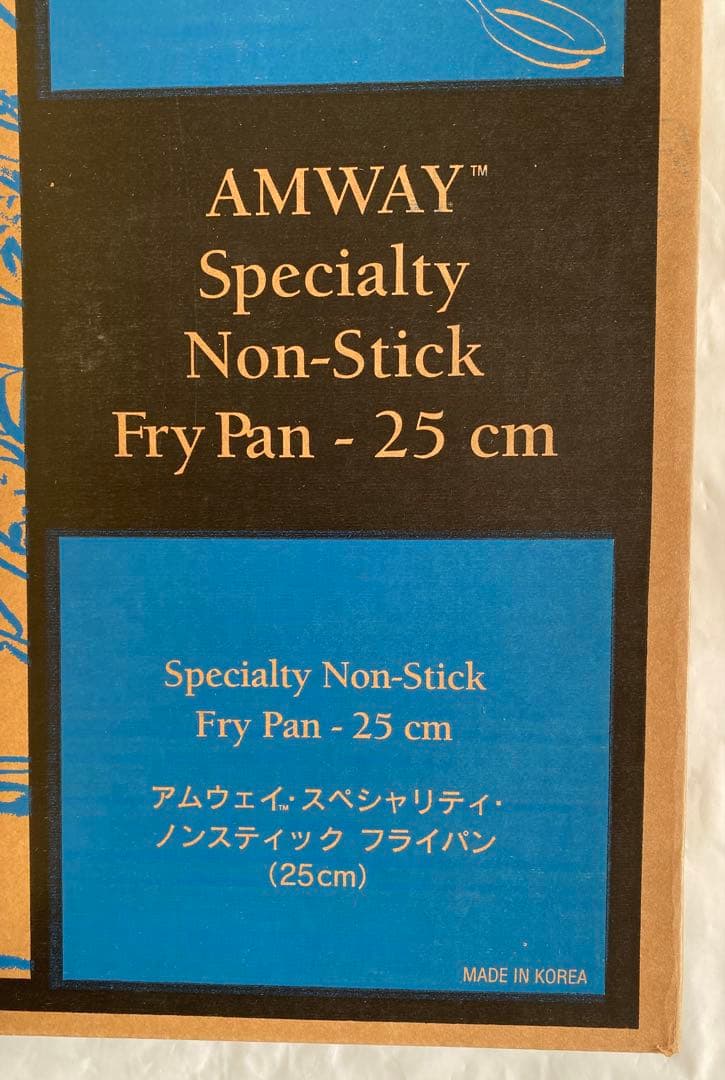 AMWAY™
Specialty
Non-Stick
Fry Pan - 25 cm
Specialty Non-Stick
Fry Pan - 25 cm
アムウェイ™・スペシャリティ・
ノンスティック フライパン
(25cm)
MADE IN KOREA